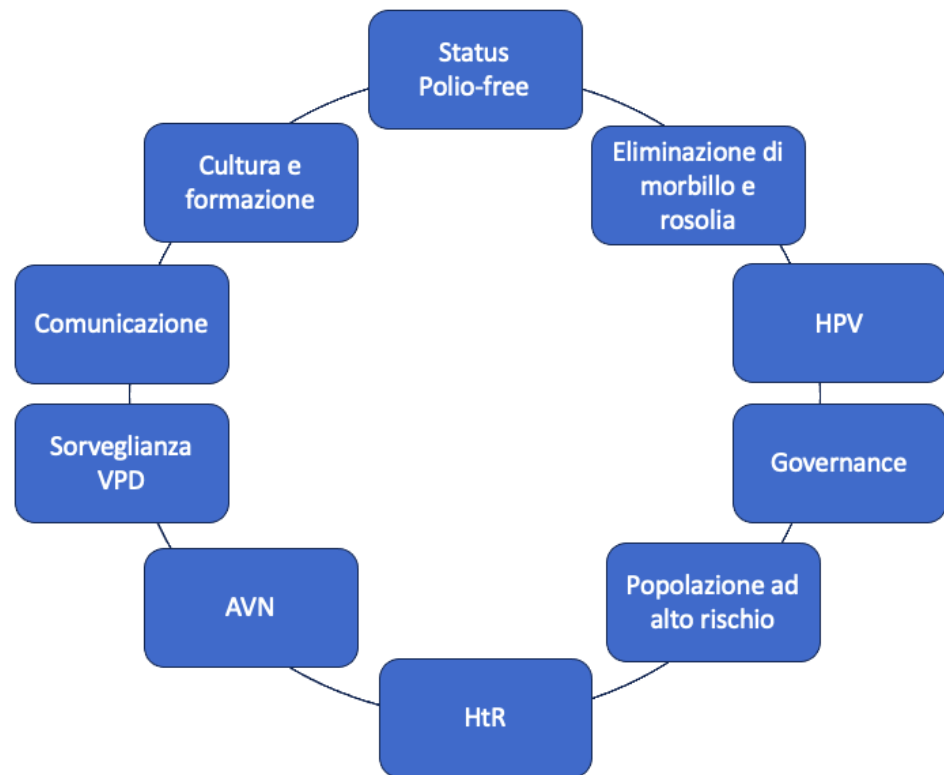 Status
Polio-free
Eliminazione di
morbillo e
rosolia
HPV
Governance
Popolazione ad
alto rischio
HtR
AVN
Sorveglianza
VPD
Comunicazione
Cultura e
formazione